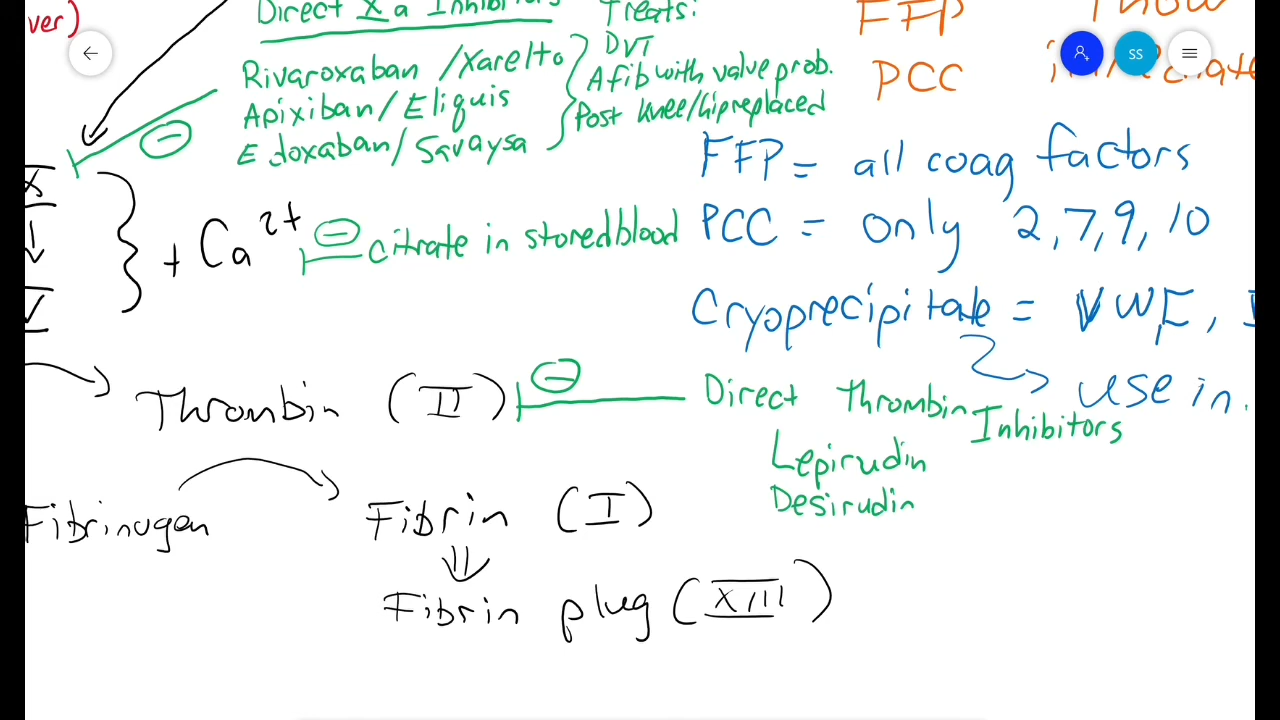 ver)
Direct Xa Inhibitors
Treats:
Rivaroxaban /Xarelto
Apixiban/Eliquis
Edoxaban/Savaysa
DVT
Afib with valve prob.
Post knee/hip replaced
FFP
PCC
SS
FFP = all coag factors
PCC = only 2,7,9,10
Cryoprecipitate = VWF,
use in
X
V
+ Ca2+
citrate in stored blood
Thrombin (II)
Direct Thrombin Inhibitors
Lepirudin
Desirudin
Fibrinogen
Fibrin (I)
Fibrin plug (XIII)